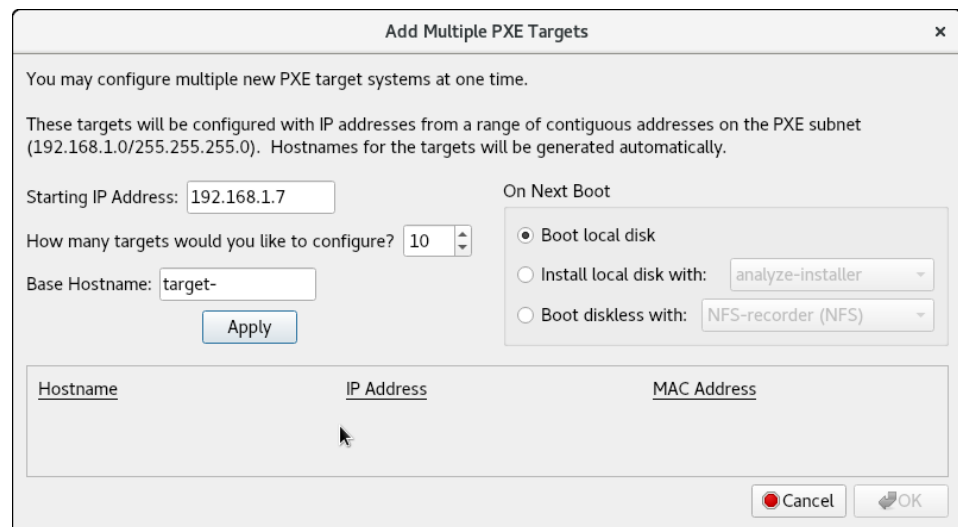 Add Multiple PXE Targets
You may configure multiple new PXE target systems at one time.
These targets will be configured with IP addresses from a range of contiguous addresses on the PXE subnet
(192.168.1.0/255.255.255.0).  Hostnames for the targets will be generated automatically.
Starting IP Address: 192.168.1.7
How many targets would you like to configure? 10
Base Hostname: target-
Apply
On Next Boot
Boot local disk
Install local disk with: analyze-installer
Boot diskless with: NFS-recorder (NFS)
Hostname IP Address MAC Address
Cancel OK